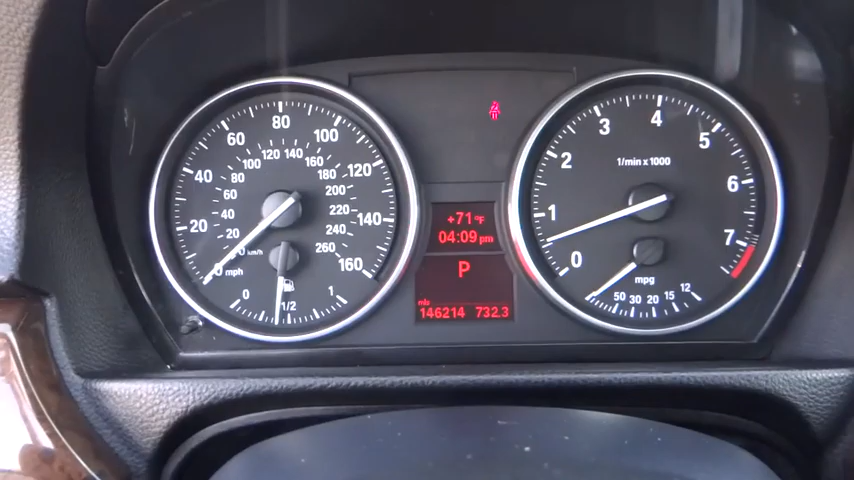 0 20 40 60 80 100 120 140 160
mph
0 20 40 60 80 100 120 140 160 180 200 220 240 260
km/h
0 1/2 1
+71 °F
04:09 pm
P
mls
146214 732.3
0 1 2 3 4 5 6 7
1/min x 1000
mpg
50 30 20 15 12